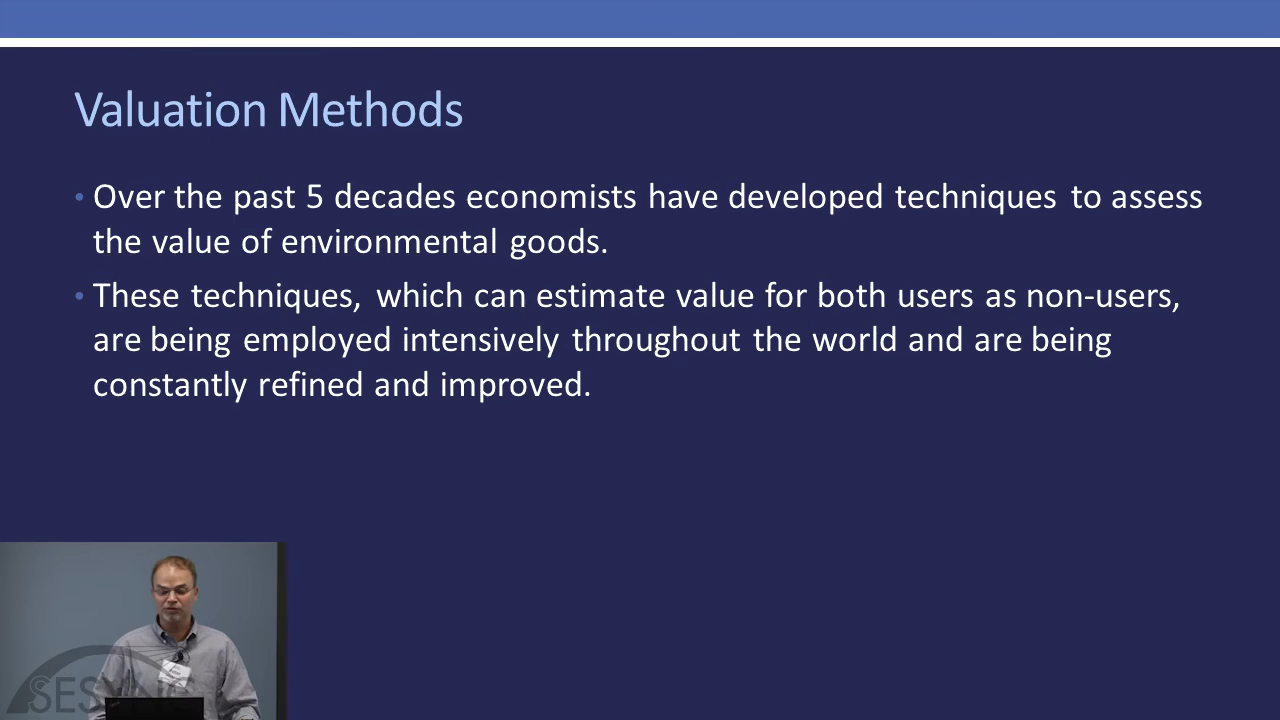 Valuation Methods
• Over the past 5 decades economists have developed techniques to assess
the value of environmental goods.
• These techniques, which can estimate value for both users as non-users,
are being employed intensively throughout the world and are being
constantly refined and improved.
SESYNC